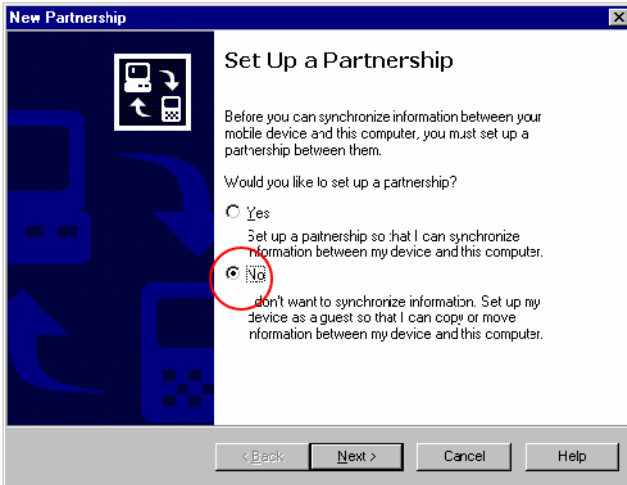 New Partnership
Set Up a Partnership
Before you can synchronize information between your
mobile device and this computer, you must set up a
partnership between them.
Would you like to set up a partnership?
Yes
Set up a partnership so that I can synchronize
information between my device and this computer.
No
I don't want to synchronize information. Set up my
device as a guest so that I can copy or move
information between my device and this computer.
< Back
Next >
Cancel
Help